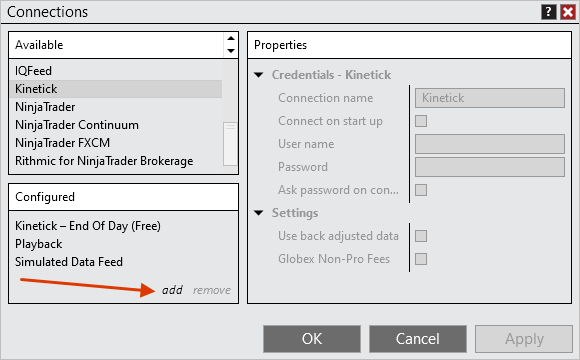 Connections
?
Available
IQFeed
Kinetick
NinjaTrader
NinjaTrader Continuum
NinjaTrader FXCM
Rithmic for NinjaTrader Brokerage
Configured
Kinetick – End Of Day (Free)
Playback
Simulated Data Feed
add remove
Properties
Credentials - Kinetick
Connection name Kinetick
Connect on start up
User name
Password
Ask password on con...
Settings
Use back adjusted data
Globex Non-Pro Fees
OK Cancel Apply